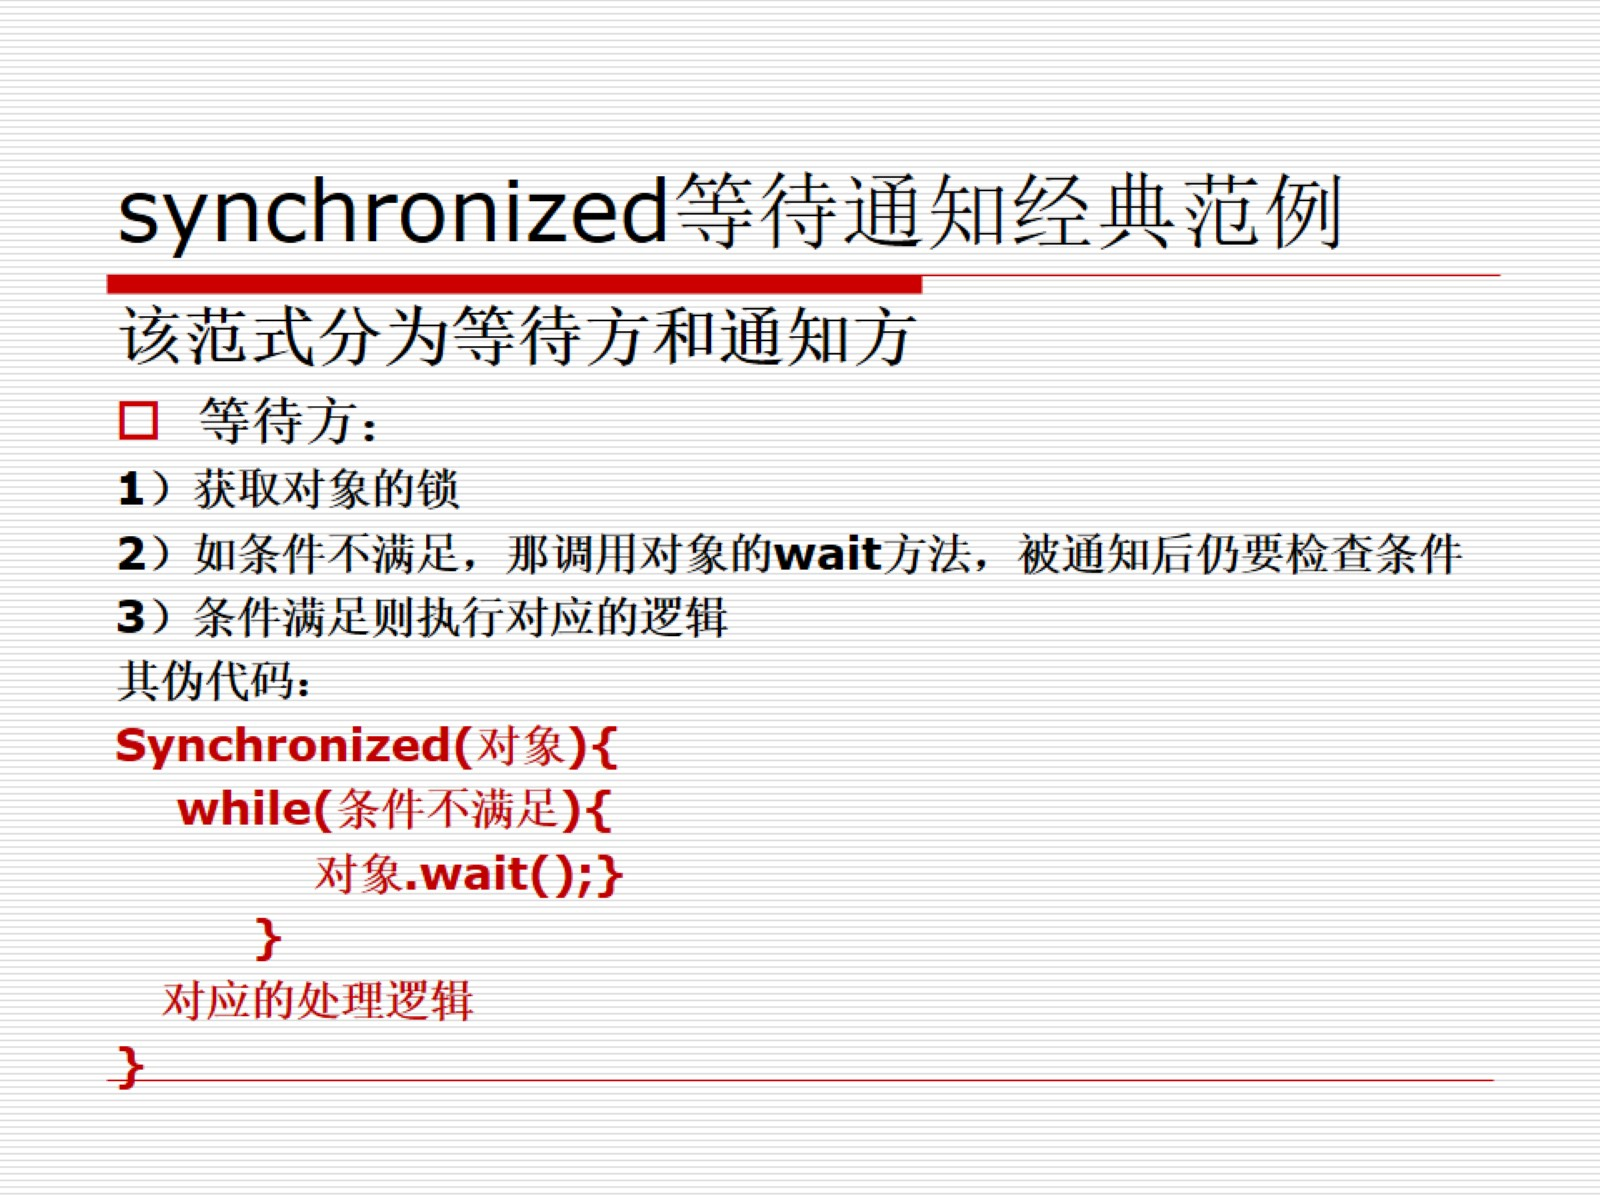 synchronized等待通知经典范例
该范式分为等待方和通知方
等待方：
1）获取对象的锁
2）如条件不满足，那调用对象的wait方法，被通知后仍要检查条件
3）条件满足则执行对应的逻辑
其伪代码：
Synchronized(对象){
while(条件不满足){
对象.wait();}
}
对应的处理逻辑
}